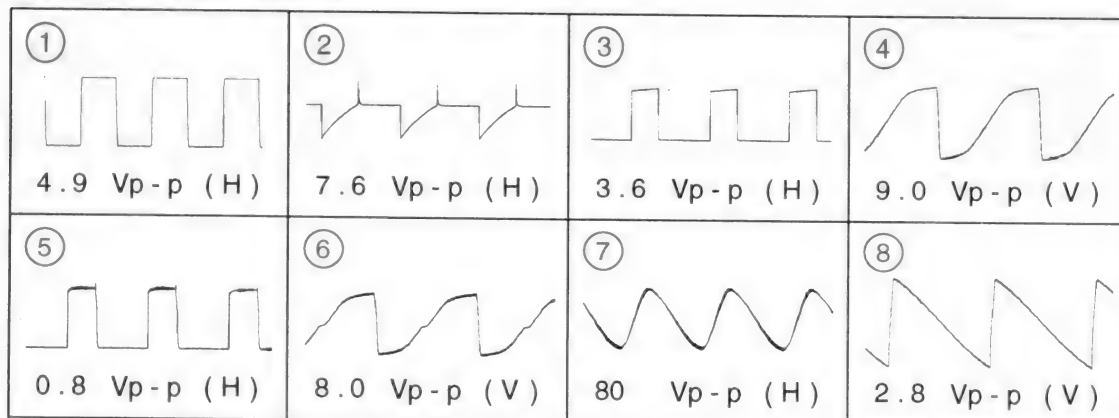 1 2 3 4
4.9 Vp-p (H) 7.6 Vp-p (H) 3.6 Vp-p (H) 9.0 Vp-p (V)
5 6 7 8
0.8 Vp-p (H) 8.0 Vp-p (V) 80 Vp-p (H) 2.8 Vp-p (V)